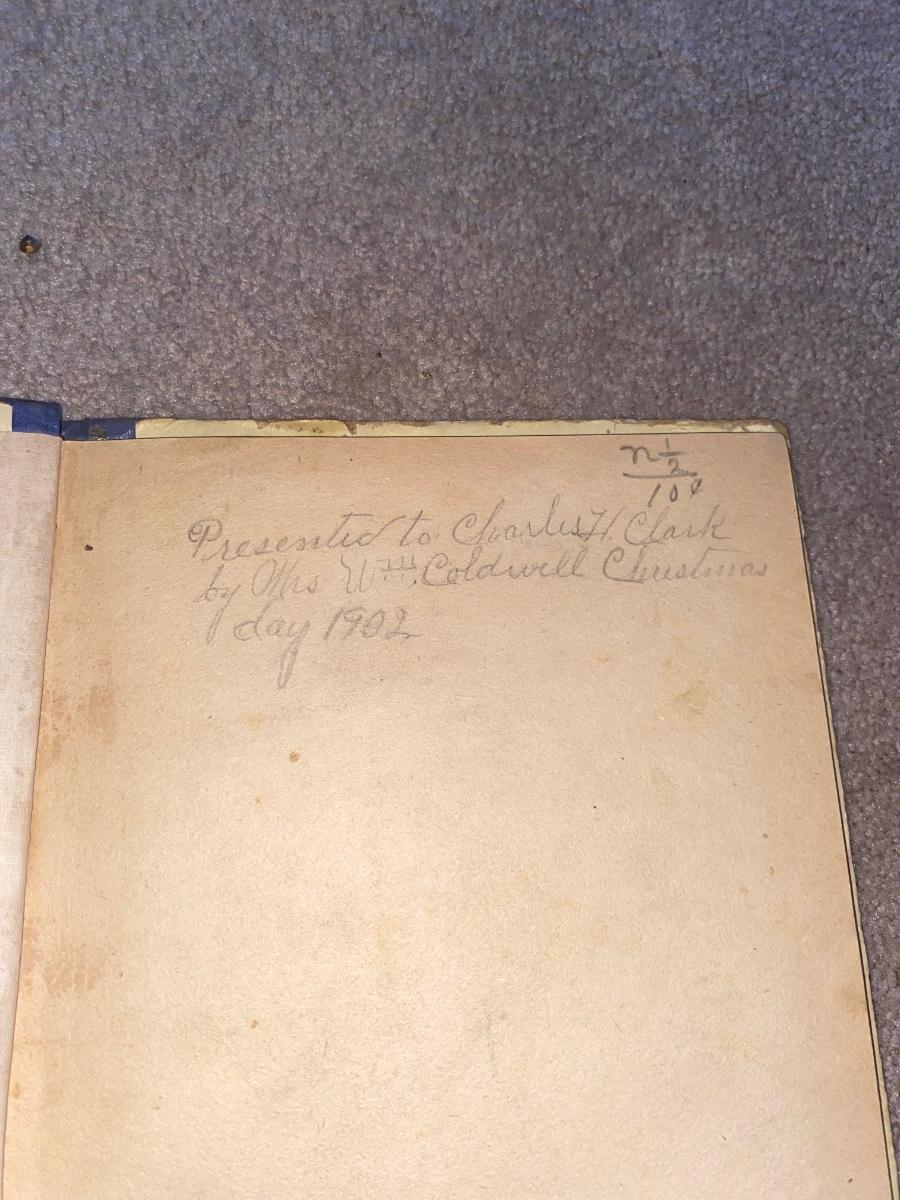 n 1/2
10¢
Presented to Charles H. Clark
by Mrs Wm. Coldwell Christmas
day 1902